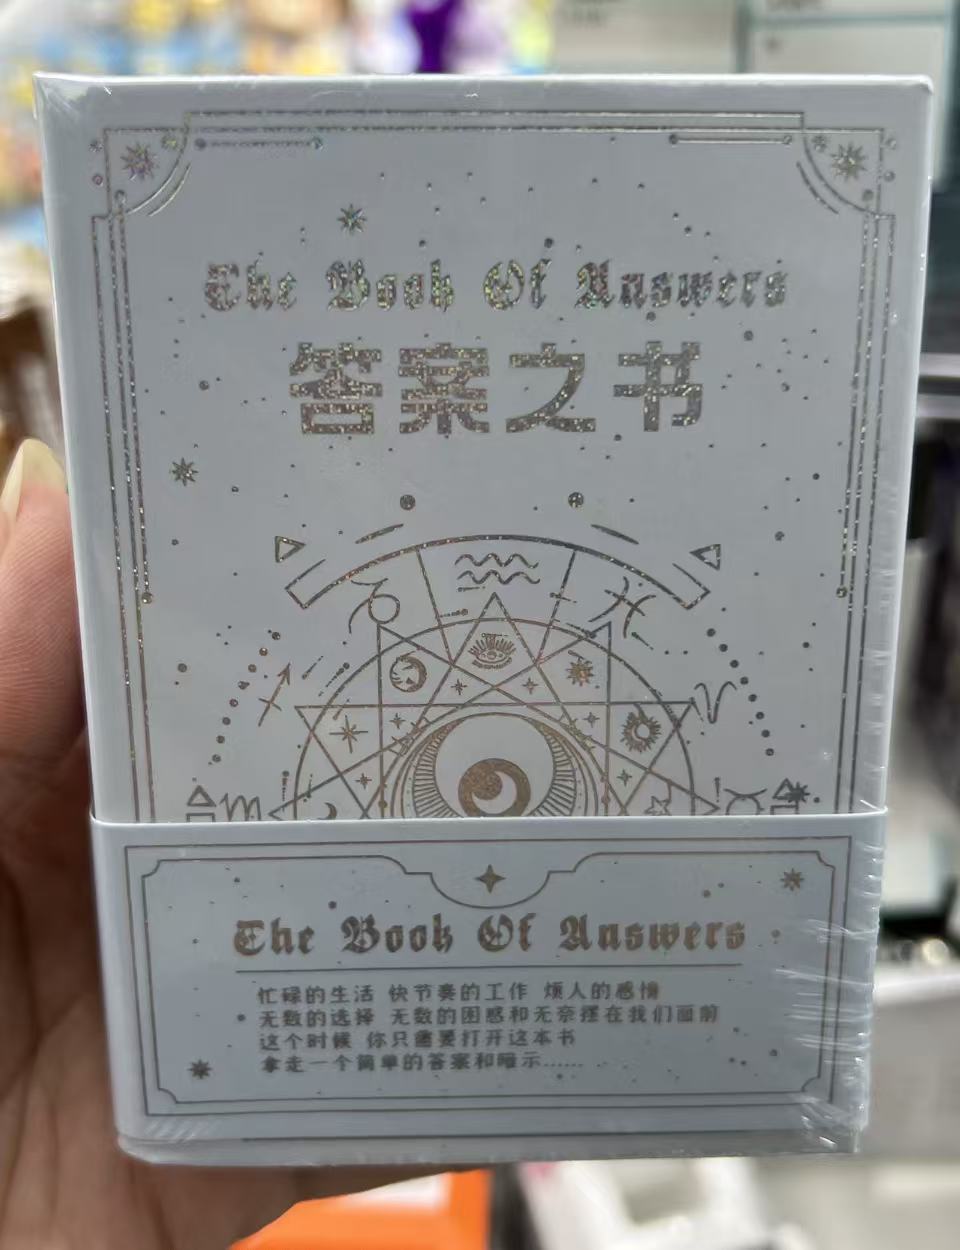 The Book Of Answers
答案之书
The Book Of Answers
忙碌的生活 快节奏的工作 烦人的感情
无数的选择 无数的困惑和无奈摆在我们面前
这个时候 你只需要打开这本书
拿走一个简单的答案和暗示……